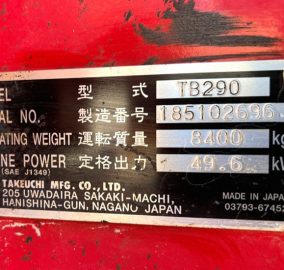 EL 型式 TB290
AL NO. 製造番号 185102696
ATING WEIGHT 運転質量 8400 kg
INE POWER 定格出力 49.6 kW
(SAE J1349)
TAKEUCHI MFG. CO., LTD.
205 UWADAIRA SAKAKI-MACHI,
HANISHINA-GUN, NAGANO JAPAN
MADE IN JAPAN
03793-67452